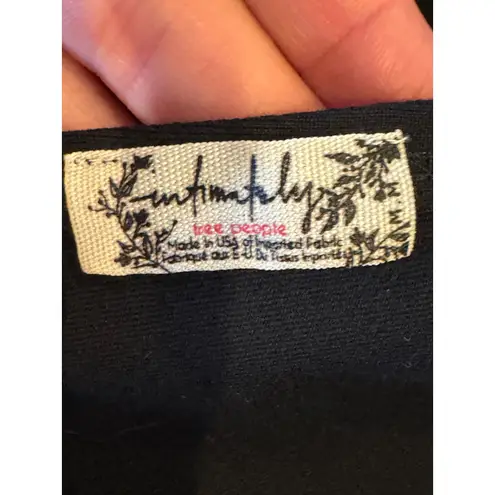 intimately
free people
Made in USA of Imported Fabric
Fabriqué aux E-U De Tissus Importés
M.M